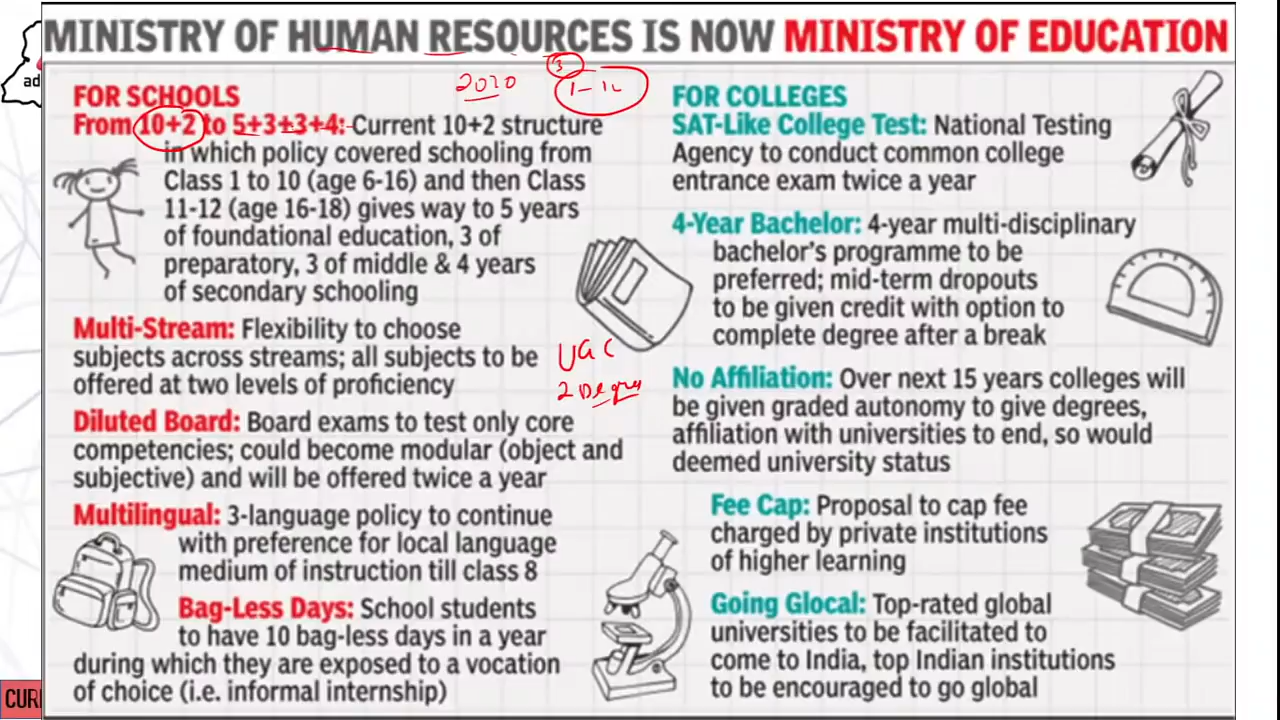 MINISTRY OF HUMAN RESOURCES IS NOW MINISTRY OF EDUCATION
ad
2020
3
FOR SCHOOLS
From 10+2 to 5+3+3+4: Current 10+2 structure
in which policy covered schooling from
Class 1 to 10 (age 6-16) and then Class
11-12 (age 16-18) gives way to 5 years
of foundational education, 3 of
preparatory, 3 of middle & 4 years
of secondary schooling
Multi-Stream: Flexibility to choose
subjects across streams; all subjects to be
offered at two levels of proficiency
UGC
2 Degree
Diluted Board: Board exams to test only core
competencies; could become modular (object and
subjective) and will be offered twice a year
Multilingual: 3-language policy to continue
with preference for local language
medium of instruction till class 8
Bag-Less Days: School students
to have 10 bag-less days in a year
during which they are exposed to a vocation
of choice (i.e. informal internship)
FOR COLLEGES
SAT-Like College Test: National Testing
Agency to conduct common college
entrance exam twice a year
4-Year Bachelor: 4-year multi-disciplinary
bachelor's programme to be
preferred; mid-term dropouts
to be given credit with option to
complete degree after a break
No Affiliation: Over next 15 years colleges will
be given graded autonomy to give degrees,
affiliation with universities to end, so would
deemed university status
Fee Cap: Proposal to cap fee
charged by private institutions
of higher learning
Going Glocal: Top-rated global
universities to be facilitated to
come to India, top Indian institutions
to be encouraged to go global
CURR